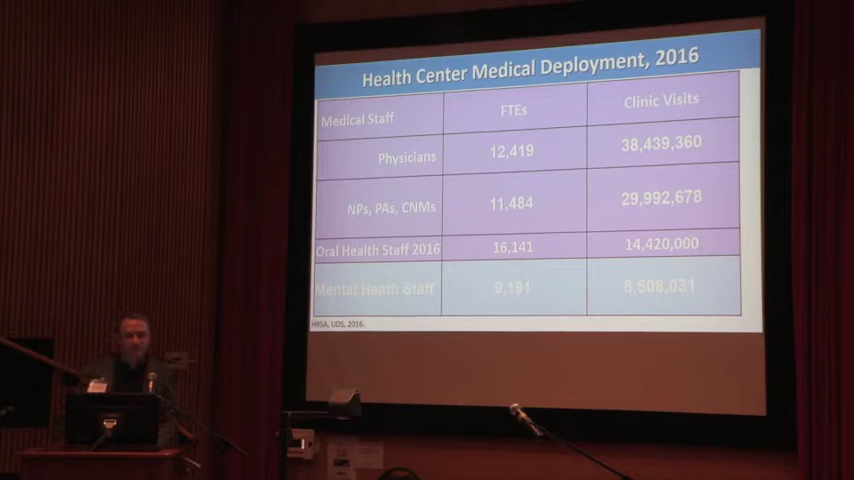 Health Center Medical Deployment, 2016
Medical Staff FTEs Clinic Visits
Physicians 12,419 38,439,360
NPs, PAs, CNMs 11,484 29,992,678
Oral Health Staff 2016 16,141 14,420,000
Mental Heath Staff 9,191 6,508,031
HRSA, UDS, 2016.